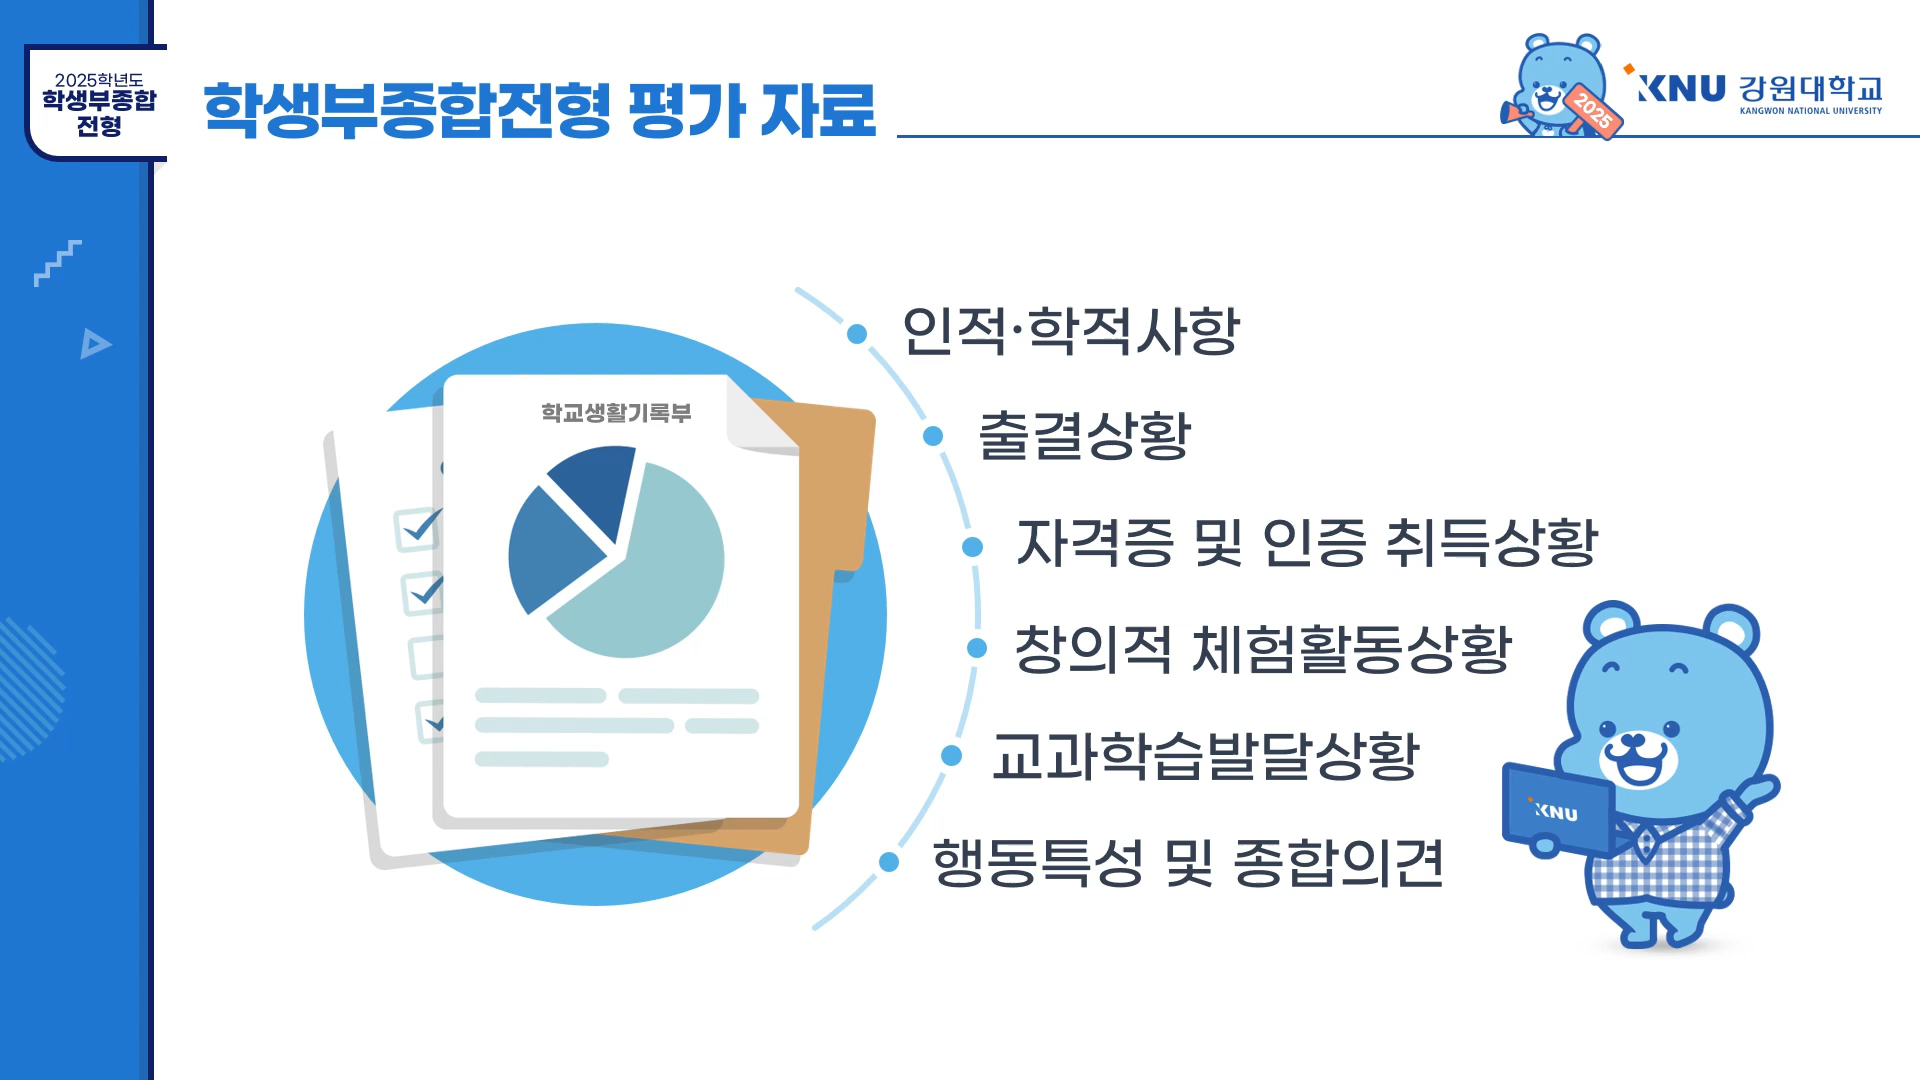 2025학년도
학생부종합
전형
학생부종합전형 평가 자료
2025
KNU 강원대학교
KANGWON NATIONAL UNIVERSITY
학교생활기록부
인적·학적사항
출결상황
자격증 및 인증 취득상황
창의적 체험활동상황
교과학습발달상황
행동특성 및 종합의견
KNU